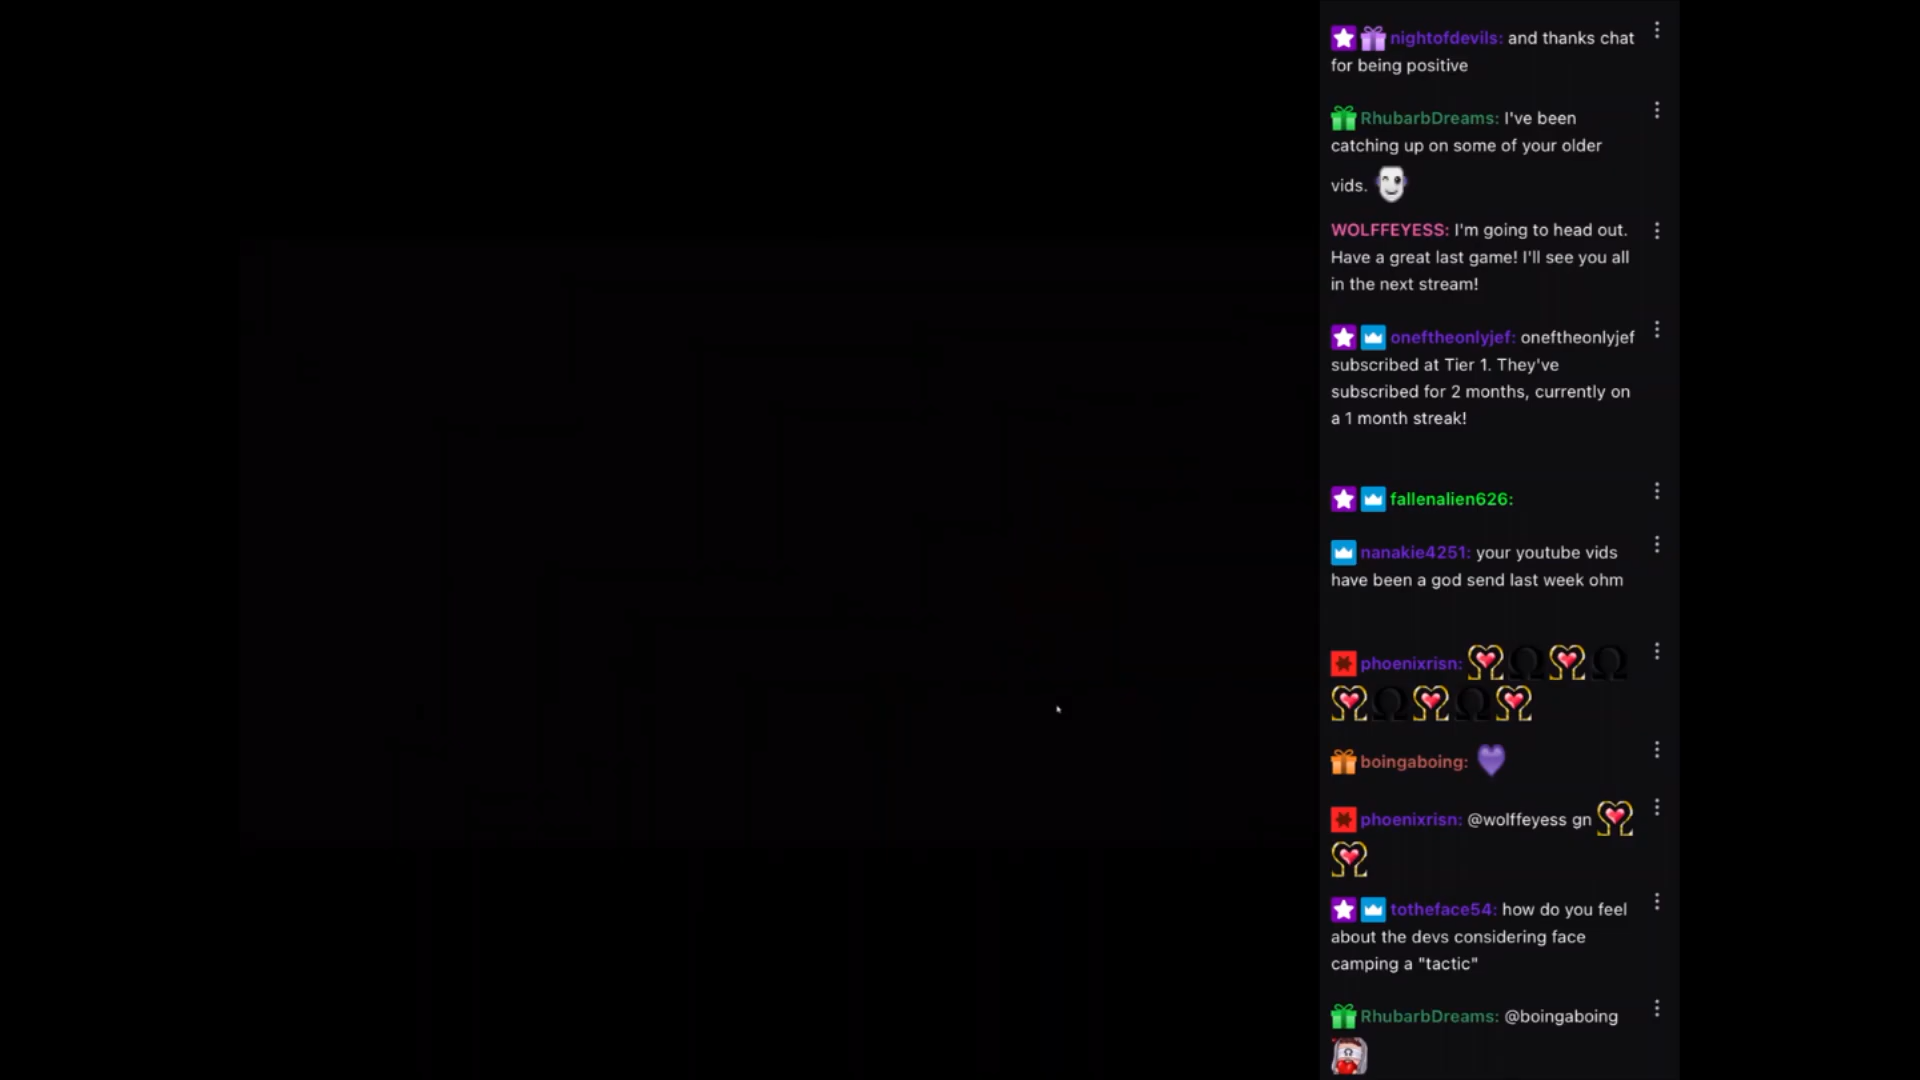 nightofdevils: and thanks chat
for being positive
RhubarbDreams: I've been
catching up on some of your older
vids.
WOLFFEYESS: I'm going to head out.
Have a great last game! I'll see you all
in the next stream!
oneftheonlyjef: oneftheonlyjef
subscribed at Tier 1. They've
subscribed for 2 months, currently on
a 1 month streak!
fallenalien626:
nanakie4251: your youtube vids
have been a god send last week ohm
phoenixrisn:
boingaboing:
phoenixrisn: @wolffeyess gn
totheface54: how do you feel
about the devs considering face
camping a "tactic"
RhubarbDreams: @boingaboing